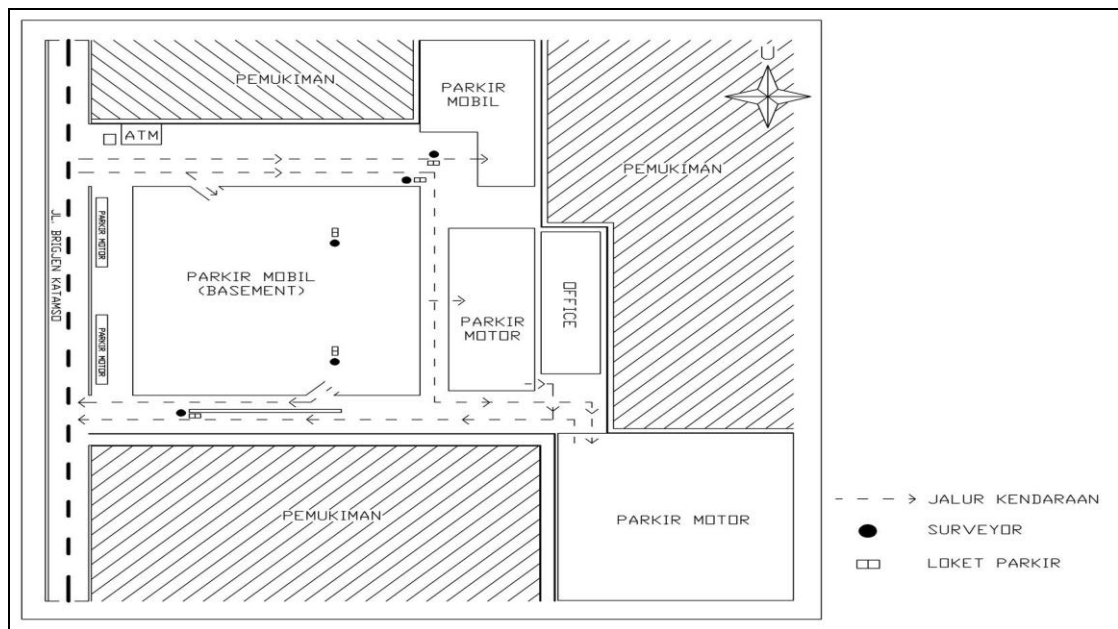 PEMUKIMAN
PARKIR
MOBIL
U
ATM
PEMUKIMAN
PARKIR MOTOR
JL. BRIGJEN KATAMSO
PARKIR MOBIL
(BASEMENT)
OFFICE
PARKIR
MOTOR
PARKIR MOTOR
PEMUKIMAN
PARKIR MOTOR
JALUR KENDARAAN
SURVEYOR
LOKET PARKIR